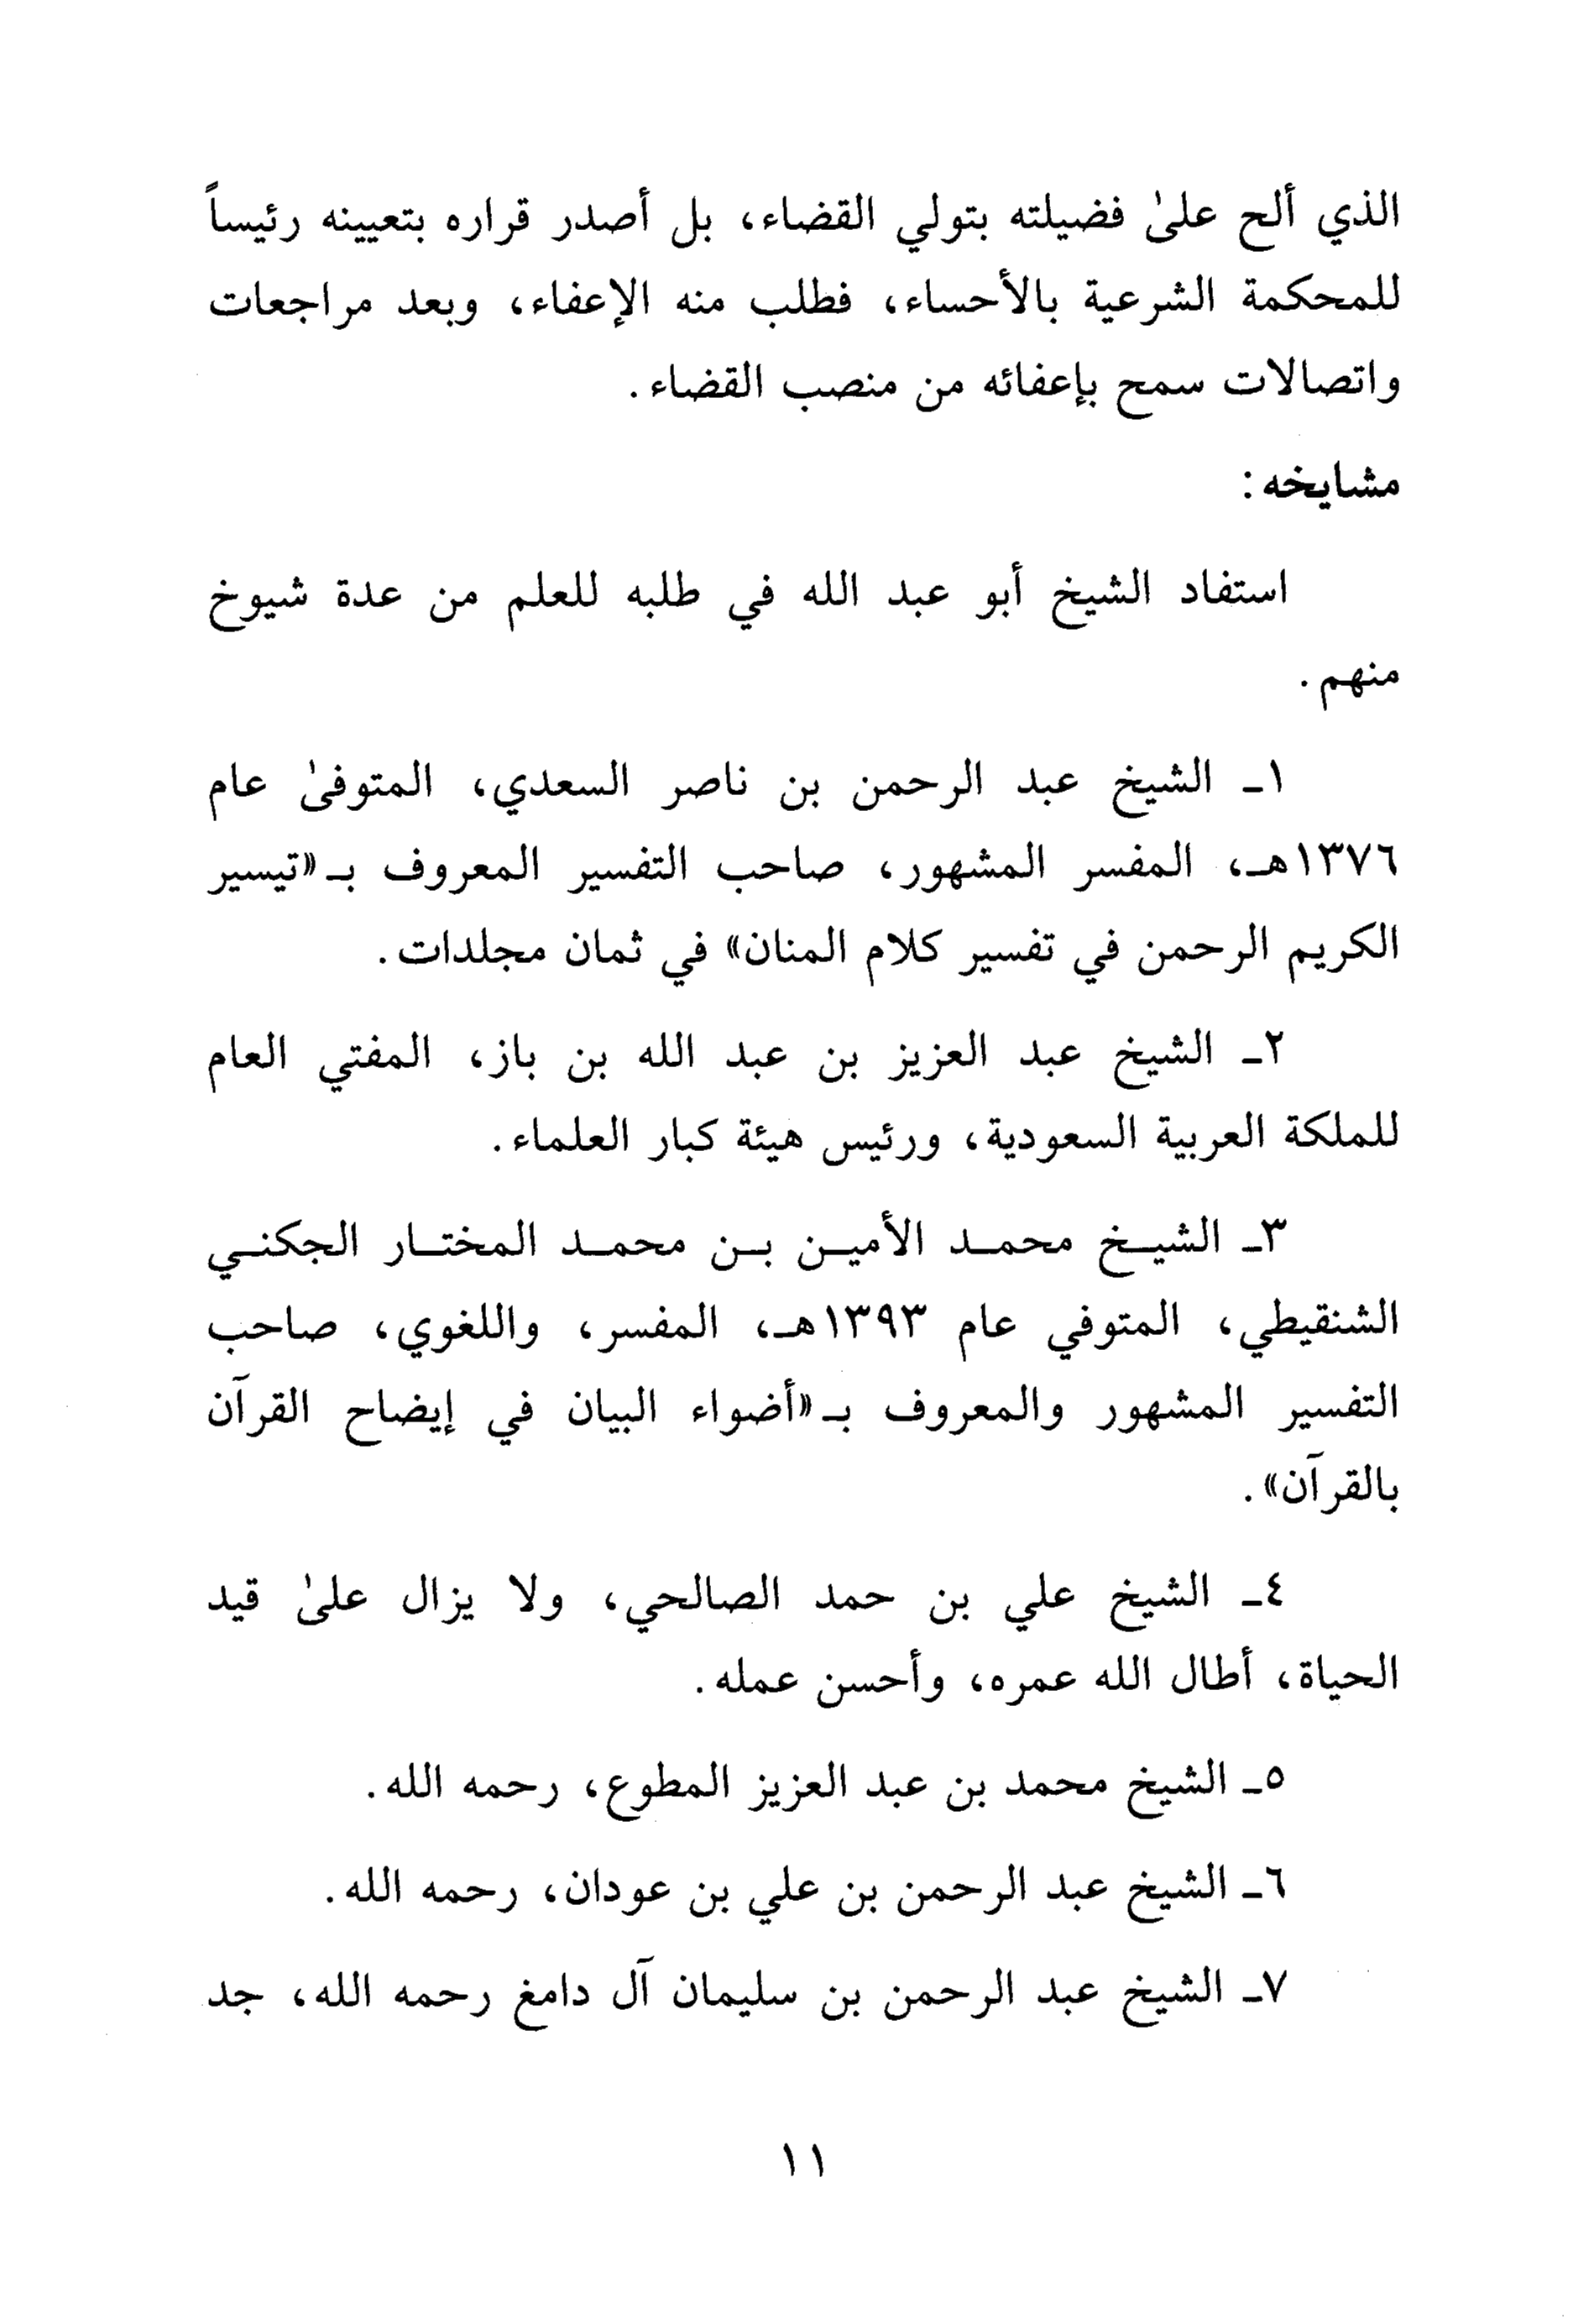 الذي ألح علىٰ فضيلته بتولي القضاء، بل أصدر قراره بتعيينه رئيساً
للمحكمة الشرعية بالأحساء، فطلب منه الإعفاء، وبعد مراجعات
واتصالات سمح بإعفائه من منصب القضاء.
مشايخه:
استفاد الشيخ أبو عبد الله في طلبه للعلم من عدة شيوخ
منهم.
١ـ الشيخ عبد الرحمن بن ناصر السعدي، المتوفىٰ عام
١٣٧٦هـ، المفسر المشهور، صاحب التفسير المعروف بـ «تيسير
الكريم الرحمن في تفسير كلام المنان» في ثمان مجلدات.
٢ـ الشيخ عبد العزيز بن عبد الله بن باز، المفتي العام
للملكة العربية السعودية، ورئيس هيئة كبار العلماء.
٣ـ الشيخ محمد الأمين بن محمد المختار الجكني
الشنقيطي، المتوفي عام ١٣٩٣هـ، المفسر، واللغوي، صاحب
التفسير المشهور والمعروف بـ «أضواء البيان في إيضاح القرآن
بالقرآن».
٤ـ الشيخ علي بن حمد الصالحي، ولا يزال علىٰ قيد
الحياة، أطال الله عمره، وأحسن عمله.
٥ـ الشيخ محمد بن عبد العزيز المطوع، رحمه الله.
٦ـ الشيخ عبد الرحمن بن علي بن عودان، رحمه الله.
٧ـ الشيخ عبد الرحمن بن سليمان آل دامغ رحمه الله، جد
١١